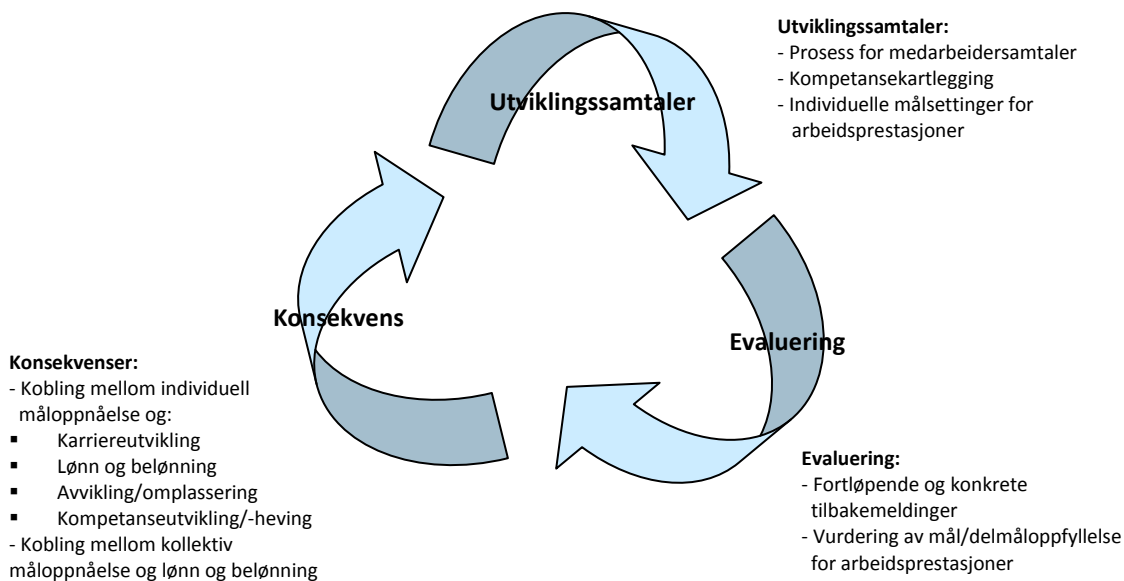 Utviklingssamtaler:
- Prosess for medarbeidersamtaler
- Kompetansekartlegging
- Individuelle målsettinger for
arbeidsprestasjoner
Utviklingssamtaler
Konsekvens
Evaluering
Konsekvenser:
- Kobling mellom individuell
måloppnåelse og:
▪ Karriereutvikling
▪ Lønn og belønning
▪ Avvikling/omplassering
▪ Kompetanseutvikling/-heving
- Kobling mellom kollektiv
måloppnåelse og lønn og belønning
Evaluering:
- Fortløpende og konkrete
tilbakemeldinger
- Vurdering av mål/delmåloppfyllelse
for arbeidsprestasjoner